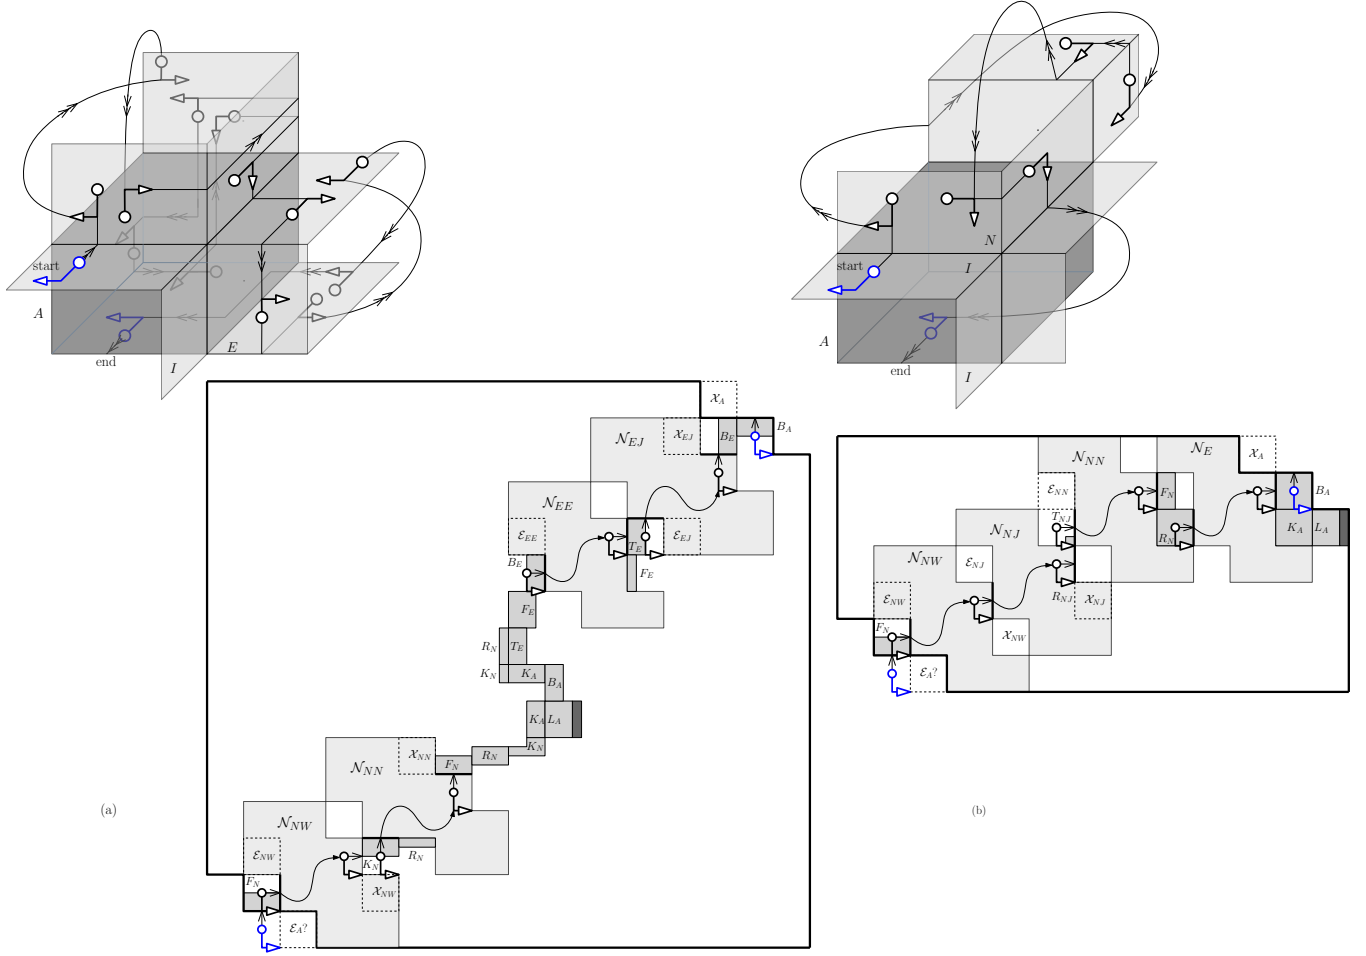 start
A
end
I
E
start
A
end
N
I
I
𝒳_A
B_A
B_E
𝒳_EJ
𝒩_EJ
𝒩_EE
ℰ_EE
T_E
ℰ_EJ
B_E
F_E
F_E
R_N
T_E
K_N
K_A
B_A
K_A
L_A
K_N
𝒳_NN
F_N
R_N
𝒩_NN
𝒩_NW
ℰ_NW
K_N
R_N
F_N
𝒳_NW
ℰ_A?
(a)
𝒩_NN
𝒩_E
𝒳_A
ℰ_NN
F_N
B_A
T_NJ
𝒩_NJ
R_N
K_A
L_A
𝒩_NW
ℰ_NJ
ℰ_NW
R_NJ
𝒳_NJ
F_N
𝒳_NW
ℰ_A?
(b)